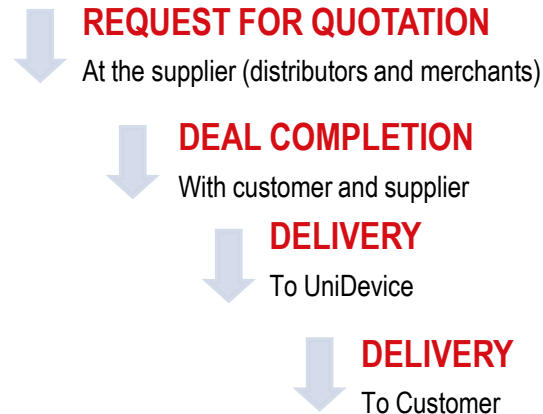 REQUEST FOR QUOTATION
At the supplier (distributors and merchants)
DEAL COMPLETION
With customer and supplier
DELIVERY
To UniDevice
DELIVERY
To Customer